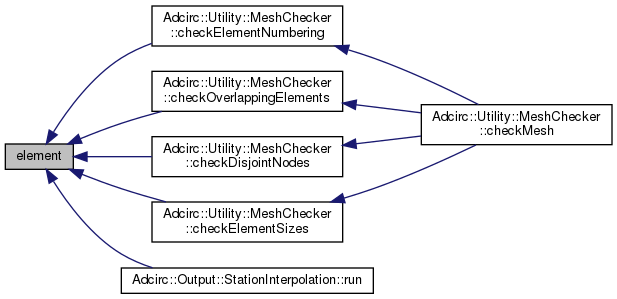 Adcirc::Utility::MeshChecker
::checkElementNumbering
Adcirc::Utility::MeshChecker
::checkOverlappingElements
Adcirc::Utility::MeshChecker
::checkMesh
element
Adcirc::Utility::MeshChecker
::checkDisjointNodes
Adcirc::Utility::MeshChecker
::checkElementSizes
Adcirc::Output::StationInterpolation::run